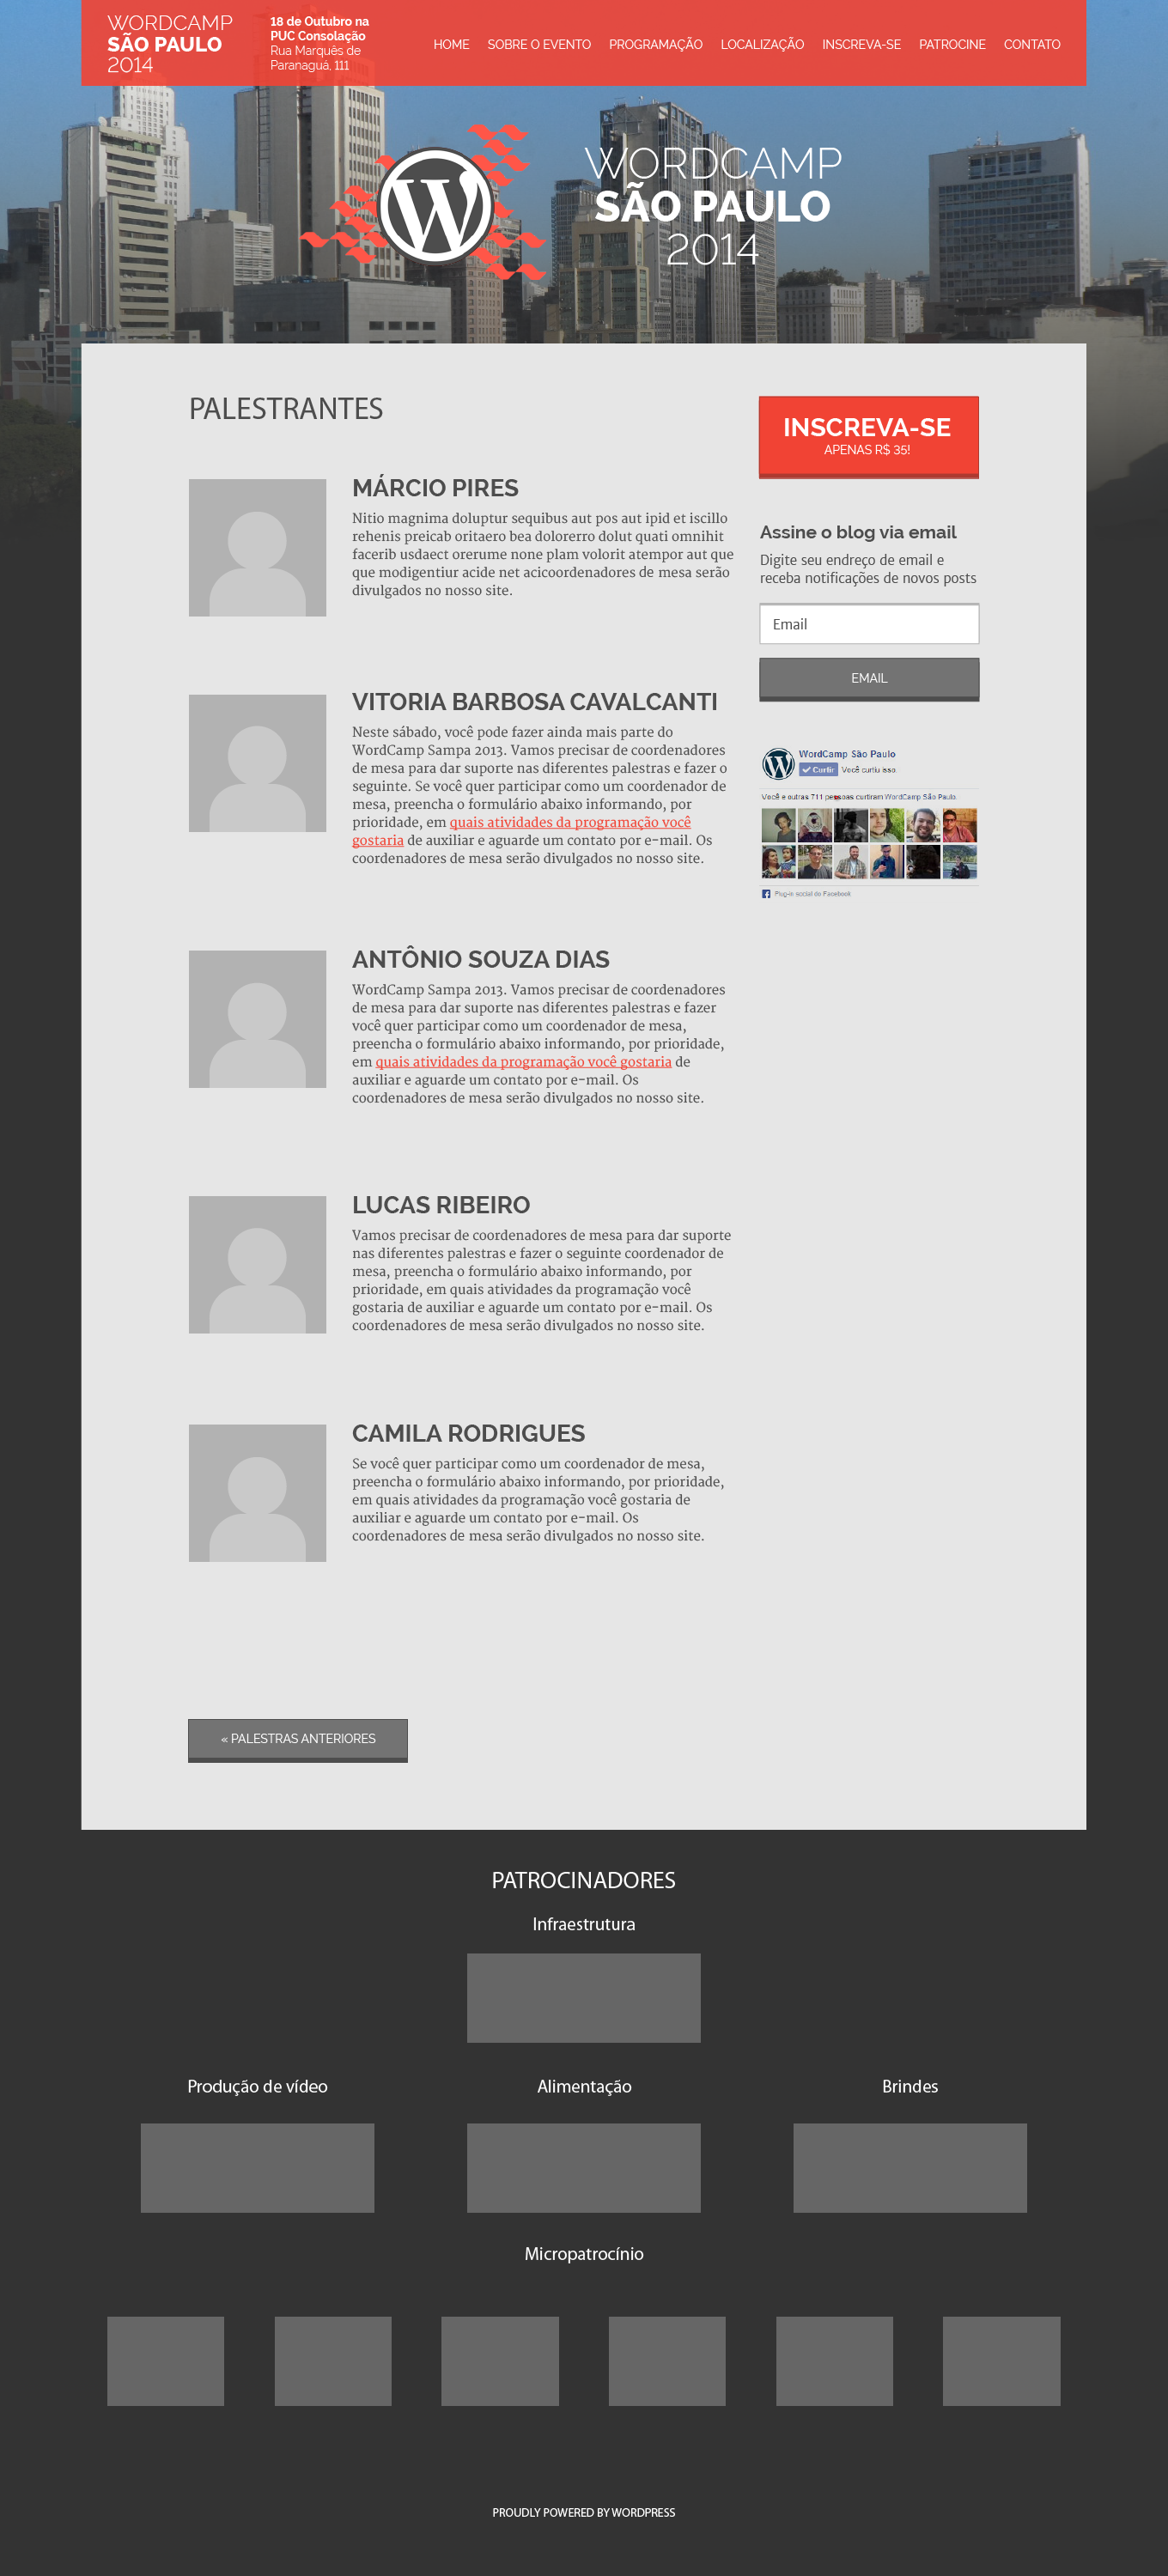 WORDCAMP
SÃO PAULO
2014
18 de Outubro na
PUC Consolação
Rua Marquês de
Paranaguá, 111
HOME SOBRE O EVENTO PROGRAMAÇÃO LOCALIZAÇÃO INSCREVA-SE PATROCINE CONTATO
WORDCAMP
SÃO PAULO
2014
PALESTRANTES
MÁRCIO PIRES
Nitio magnima doluptur sequibus aut pos aut ipid et iscillo
rehenis preicab oritaero bea dolorerro dolut quati omnihit
facerib usdaect orerume none plam volorit atempor aut que
que modigentiur acide net acicoordenadores de mesa serão
divulgados no nosso site.
VITORIA BARBOSA CAVALCANTI
Neste sábado, você pode fazer ainda mais parte do
WordCamp Sampa 2013. Vamos precisar de coordenadores
de mesa para dar suporte nas diferentes palestras e fazer o
seguinte. Se você quer participar como um coordenador de
mesa, preencha o formulário abaixo informando, por
prioridade, em quais atividades da programação você
gostaria de auxiliar e aguarde um contato por e-mail. Os
coordenadores de mesa serão divulgados no nosso site.
ANTÔNIO SOUZA DIAS
WordCamp Sampa 2013. Vamos precisar de coordenadores
de mesa para dar suporte nas diferentes palestras e fazer
você quer participar como um coordenador de mesa,
preencha o formulário abaixo informando, por prioridade,
em quais atividades da programação você gostaria de
auxiliar e aguarde um contato por e-mail. Os
coordenadores de mesa serão divulgados no nosso site.
LUCAS RIBEIRO
Vamos precisar de coordenadores de mesa para dar suporte
nas diferentes palestras e fazer o seguinte coordenador de
mesa, preencha o formulário abaixo informando, por
prioridade, em quais atividades da programação você
gostaria de auxiliar e aguarde um contato por e-mail. Os
coordenadores de mesa serão divulgados no nosso site.
CAMILA RODRIGUES
Se você quer participar como um coordenador de mesa,
preencha o formulário abaixo informando, por prioridade,
em quais atividades da programação você gostaria de
auxiliar e aguarde um contato por e-mail. Os
coordenadores de mesa serão divulgados no nosso site.
« PALESTRAS ANTERIORES
INSCREVA-SE
APENAS R$ 35!
Assine o blog via email
Digite seu endreço de email e
receba notificações de novos posts
Email
EMAIL
WordCamp São Paulo
Curtir Você curtiu isso.
Você e outras 711 pessoas curtiram WordCamp São Paulo.
Plug-in social do Facebook
PATROCINADORES
Infraestrutura
Produção de vídeo Alimentação Brindes
Micropatrocínio
PROUDLY POWERED BY WORDPRESS